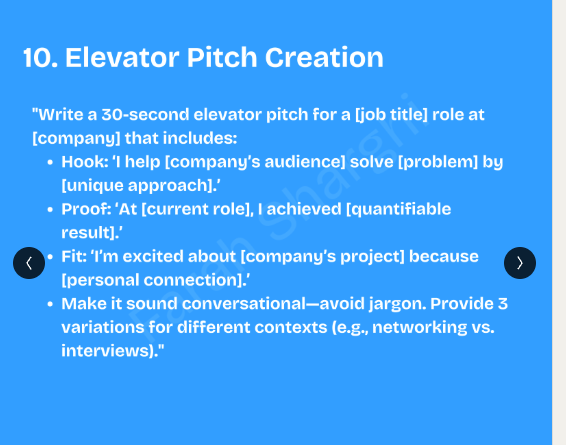 10. Elevator Pitch Creation
"Write a 30-second elevator pitch for a [job title] role at
[company] that includes:
• Hook: ‘I help [company’s audience] solve [problem] by
[unique approach].’
• Proof: ‘At [current role], I achieved [quantifiable
result].’
• Fit: ‘I’m excited about [company’s project] because
[personal connection].’
• Make it sound conversational—avoid jargon. Provide 3
variations for different contexts (e.g., networking vs.
interviews)."
Farah Sharghi